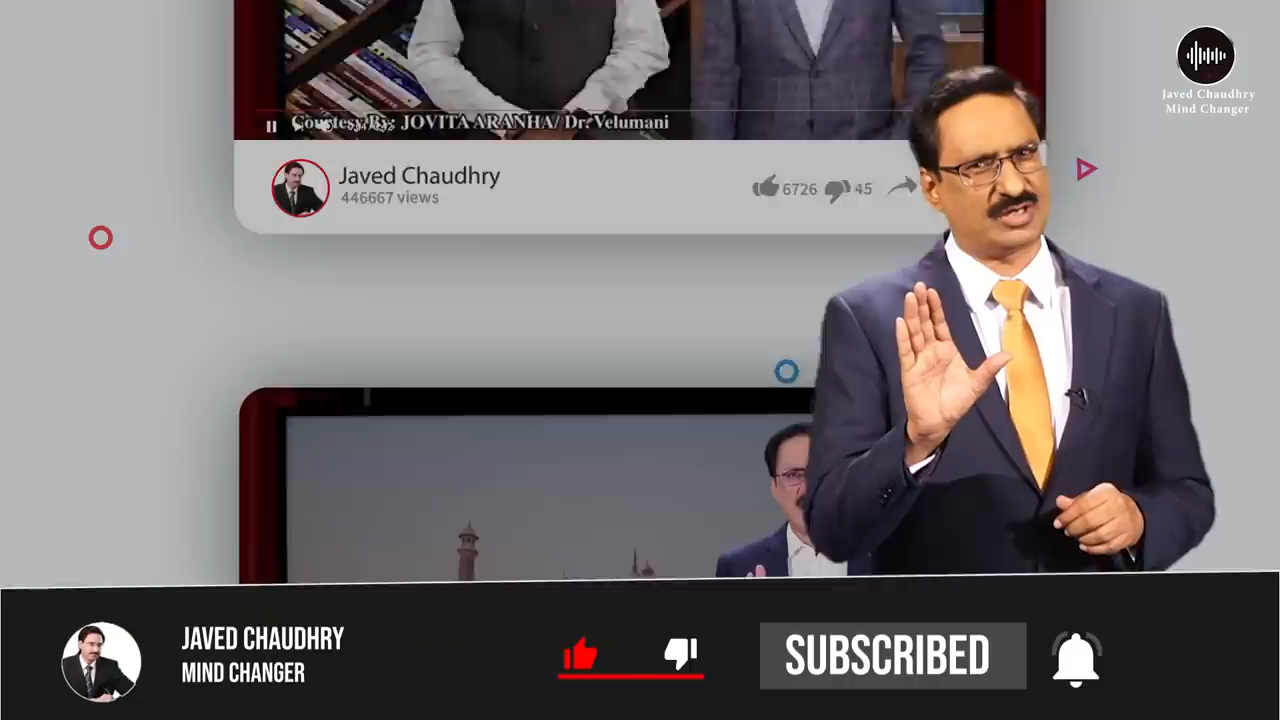 Javed Chaudhry
Mind Changer
Courtesy By: JOVITA ARANHA/ Dr. Velumani
Javed Chaudhry
446667 views
6726
45
JAVED CHAUDHRY
MIND CHANGER
SUBSCRIBED